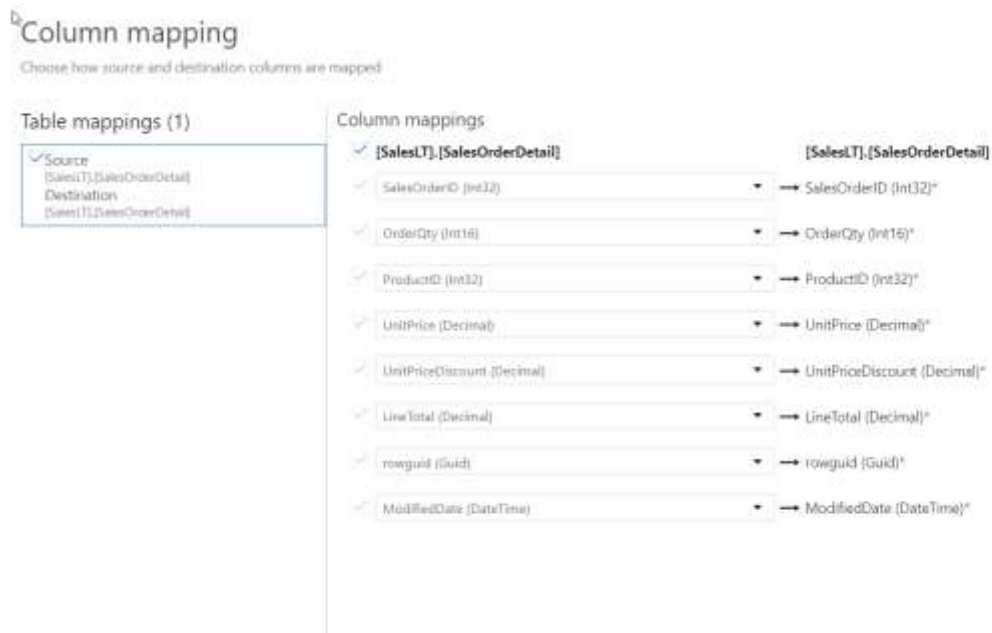 Column mapping
Choose how source and destination columns are mapped
Table mappings (1)
Source
[SalesLT].[SalesOrderDetail]
Destination
[SalesLT].[SalesOrderDetail]
Column mappings
[SalesLT].[SalesOrderDetail] [SalesLT].[SalesOrderDetail]
SalesOrderID (Int32) SalesOrderID (Int32)*
OrderQty (Int16) OrderQty (Int16)*
ProductID (Int32) ProductID (Int32)*
UnitPrice (Decimal) UnitPrice (Decimal)*
UnitPriceDiscount (Decimal) UnitPriceDiscount (Decimal)*
LineTotal (Decimal) LineTotal (Decimal)*
rowguid (Guid) rowguid (Guid)*
ModifiedDate (DateTime) ModifiedDate (DateTime)*